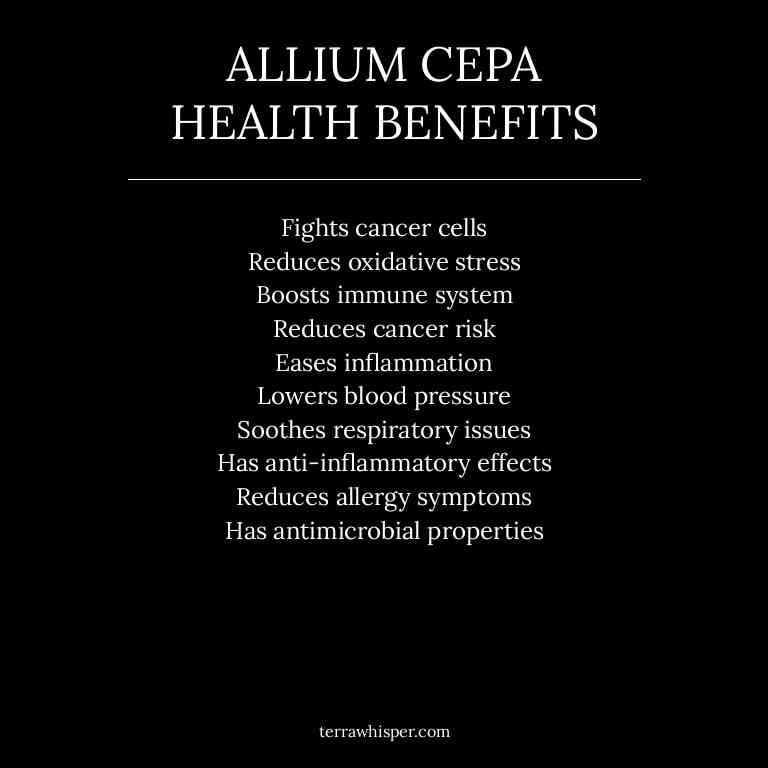 ALLIUM CEPA
HEALTH BENEFITS
Fights cancer cells
Reduces oxidative stress
Boosts immune system
Reduces cancer risk
Eases inflammation
Lowers blood pressure
Soothes respiratory issues
Has anti-inflammatory effects
Reduces allergy symptoms
Has antimicrobial properties
terrawhisper.com